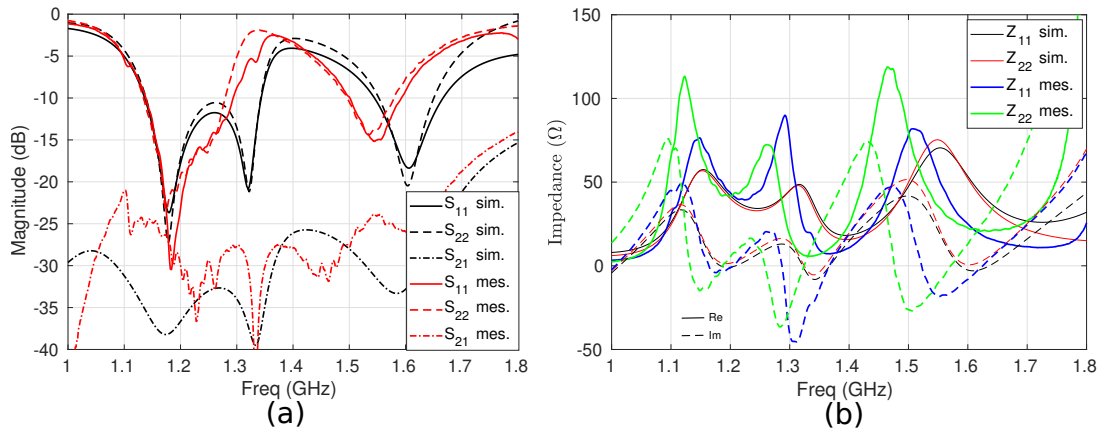 0
-5
-10
-15
-20
-25
-30
-35
-40
Magnitude (dB)
1
1.1
1.2
1.3
1.4
1.5
1.6
1.7
1.8
Freq (GHz)
S11 sim.
S22 sim.
S21 sim.
S11 mes.
S22 mes.
S21 mes.
(a)
150
100
50
0
-50
Impedance (Ω)
1
1.1
1.2
1.3
1.4
1.5
1.6
1.7
1.8
Freq (GHz)
Z11 sim.
Z22 sim.
Z11 mes.
Z22 mes.
Re
Im
(b)